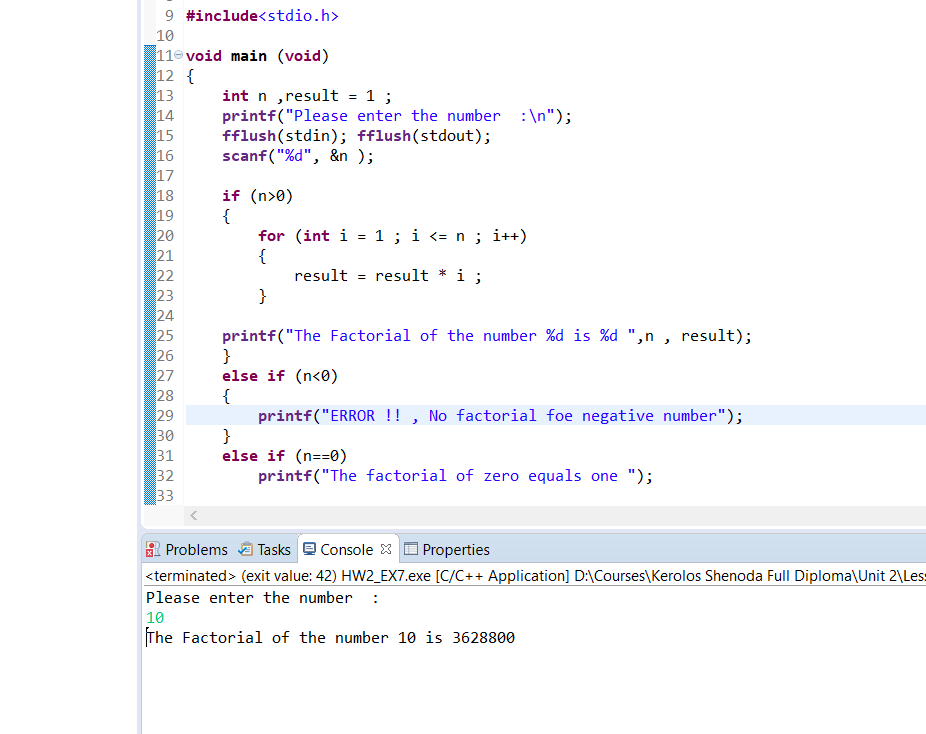 9 #include<stdio.h>
10
11 void main (void)
12 {
13     int n ,result = 1 ;
14     printf("Please enter the number  :\n");
15     fflush(stdin); fflush(stdout);
16     scanf("%d", &n );
17
18     if (n>0)
19     {
20         for (int i = 1 ; i <= n ; i++)
21         {
22             result = result * i ;
23         }
24
25     printf("The Factorial of the number %d is %d ",n , result);
26     }
27     else if (n<0)
28     {
29         printf("ERROR !! , No factorial foe negative number");
30     }
31     else if (n==0)
32         printf("The factorial of zero equals one ");
33
Problems Tasks Console Properties
<terminated> (exit value: 42) HW2_EX7.exe [C/C++ Application] D:\Courses\Kerolos Shenoda Full Diploma\Unit 2\Les
Please enter the number  :
10
The Factorial of the number 10 is 3628800